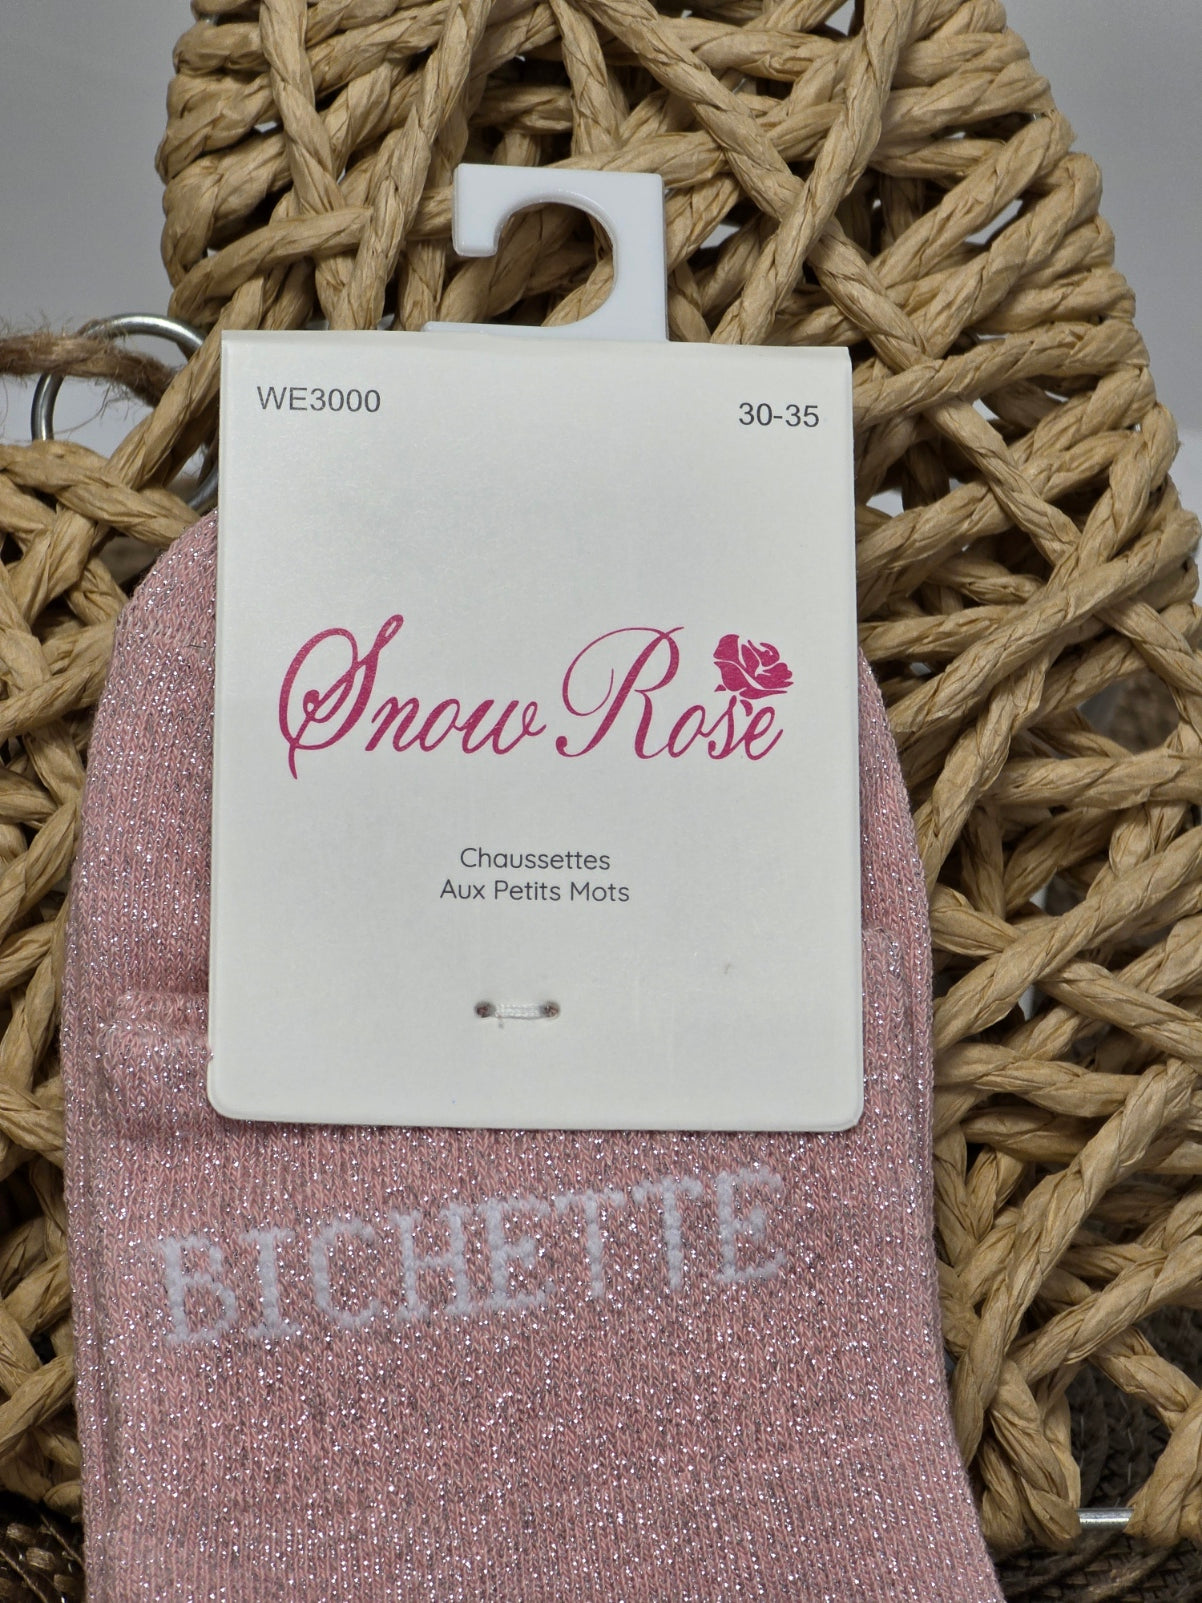 WE3000
30-35
Snow Rose
Chaussettes
Aux Petits Mots
BICHETTE